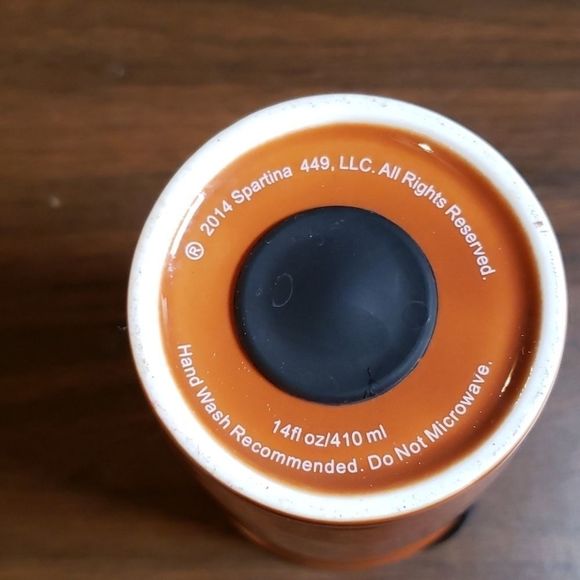 ® 2014 Spartina 449, LLC. All Rights Reserved.
14fl oz/410 ml
Hand Wash Recommended. Do Not Microwave.